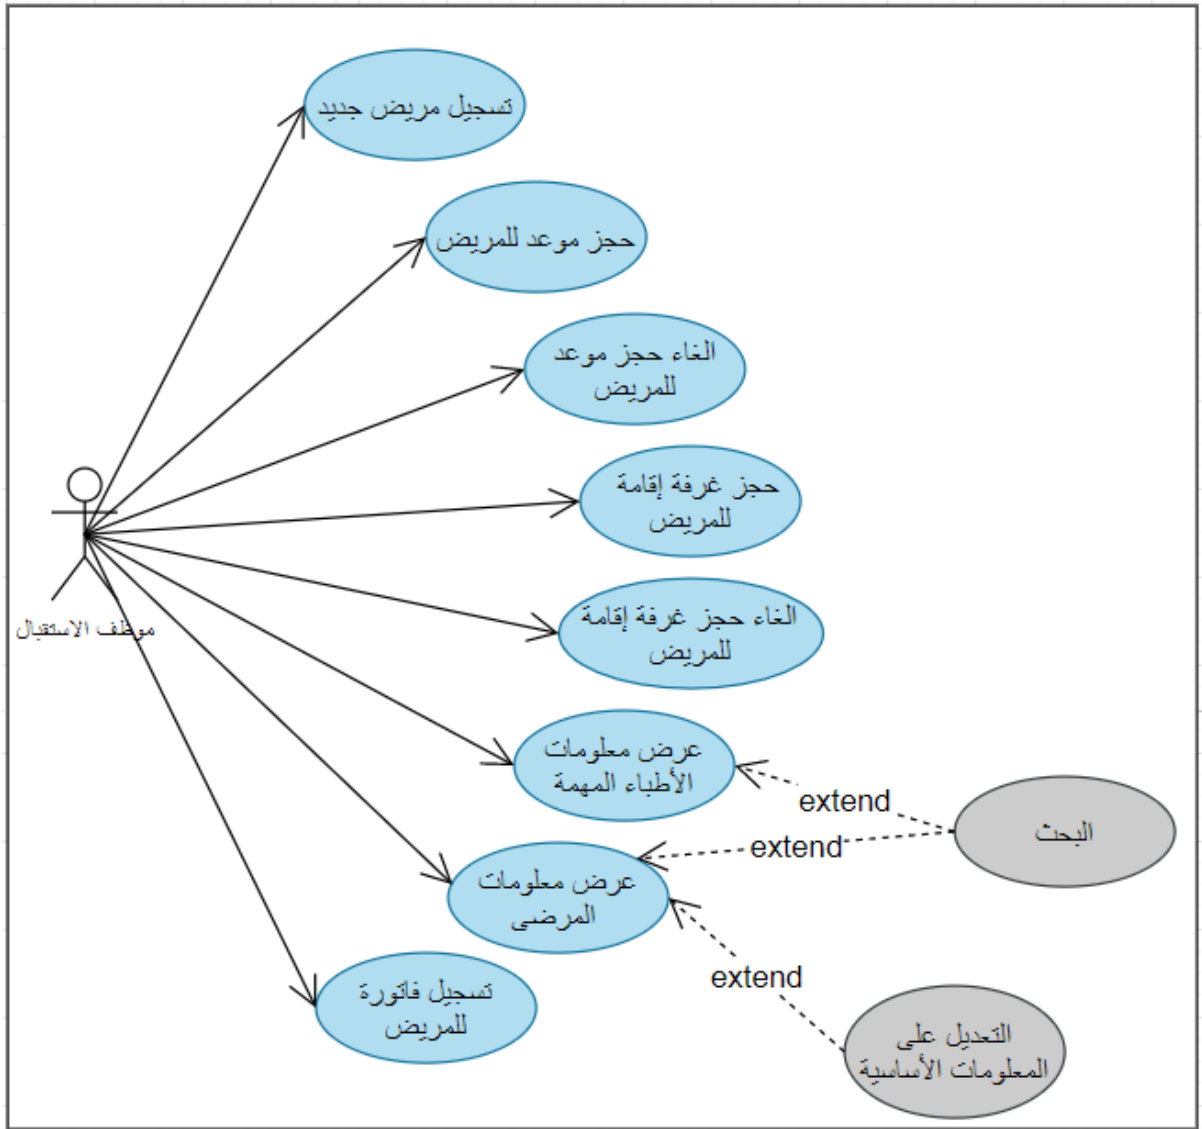 تسجيل مريض جديد
حجز موعد للمريض
الغاء حجز موعد
للمريض
حجز غرفة إقامة
للمريض
الغاء حجز غرفة إقامة
للمريض
موظف الاستقبال
عرض معلومات
الأطباء المهمة
extend
البحث
extend
عرض معلومات
المرضى
extend
تسجيل فاتورة
للمريض
التعديل على
المعلومات الأساسية